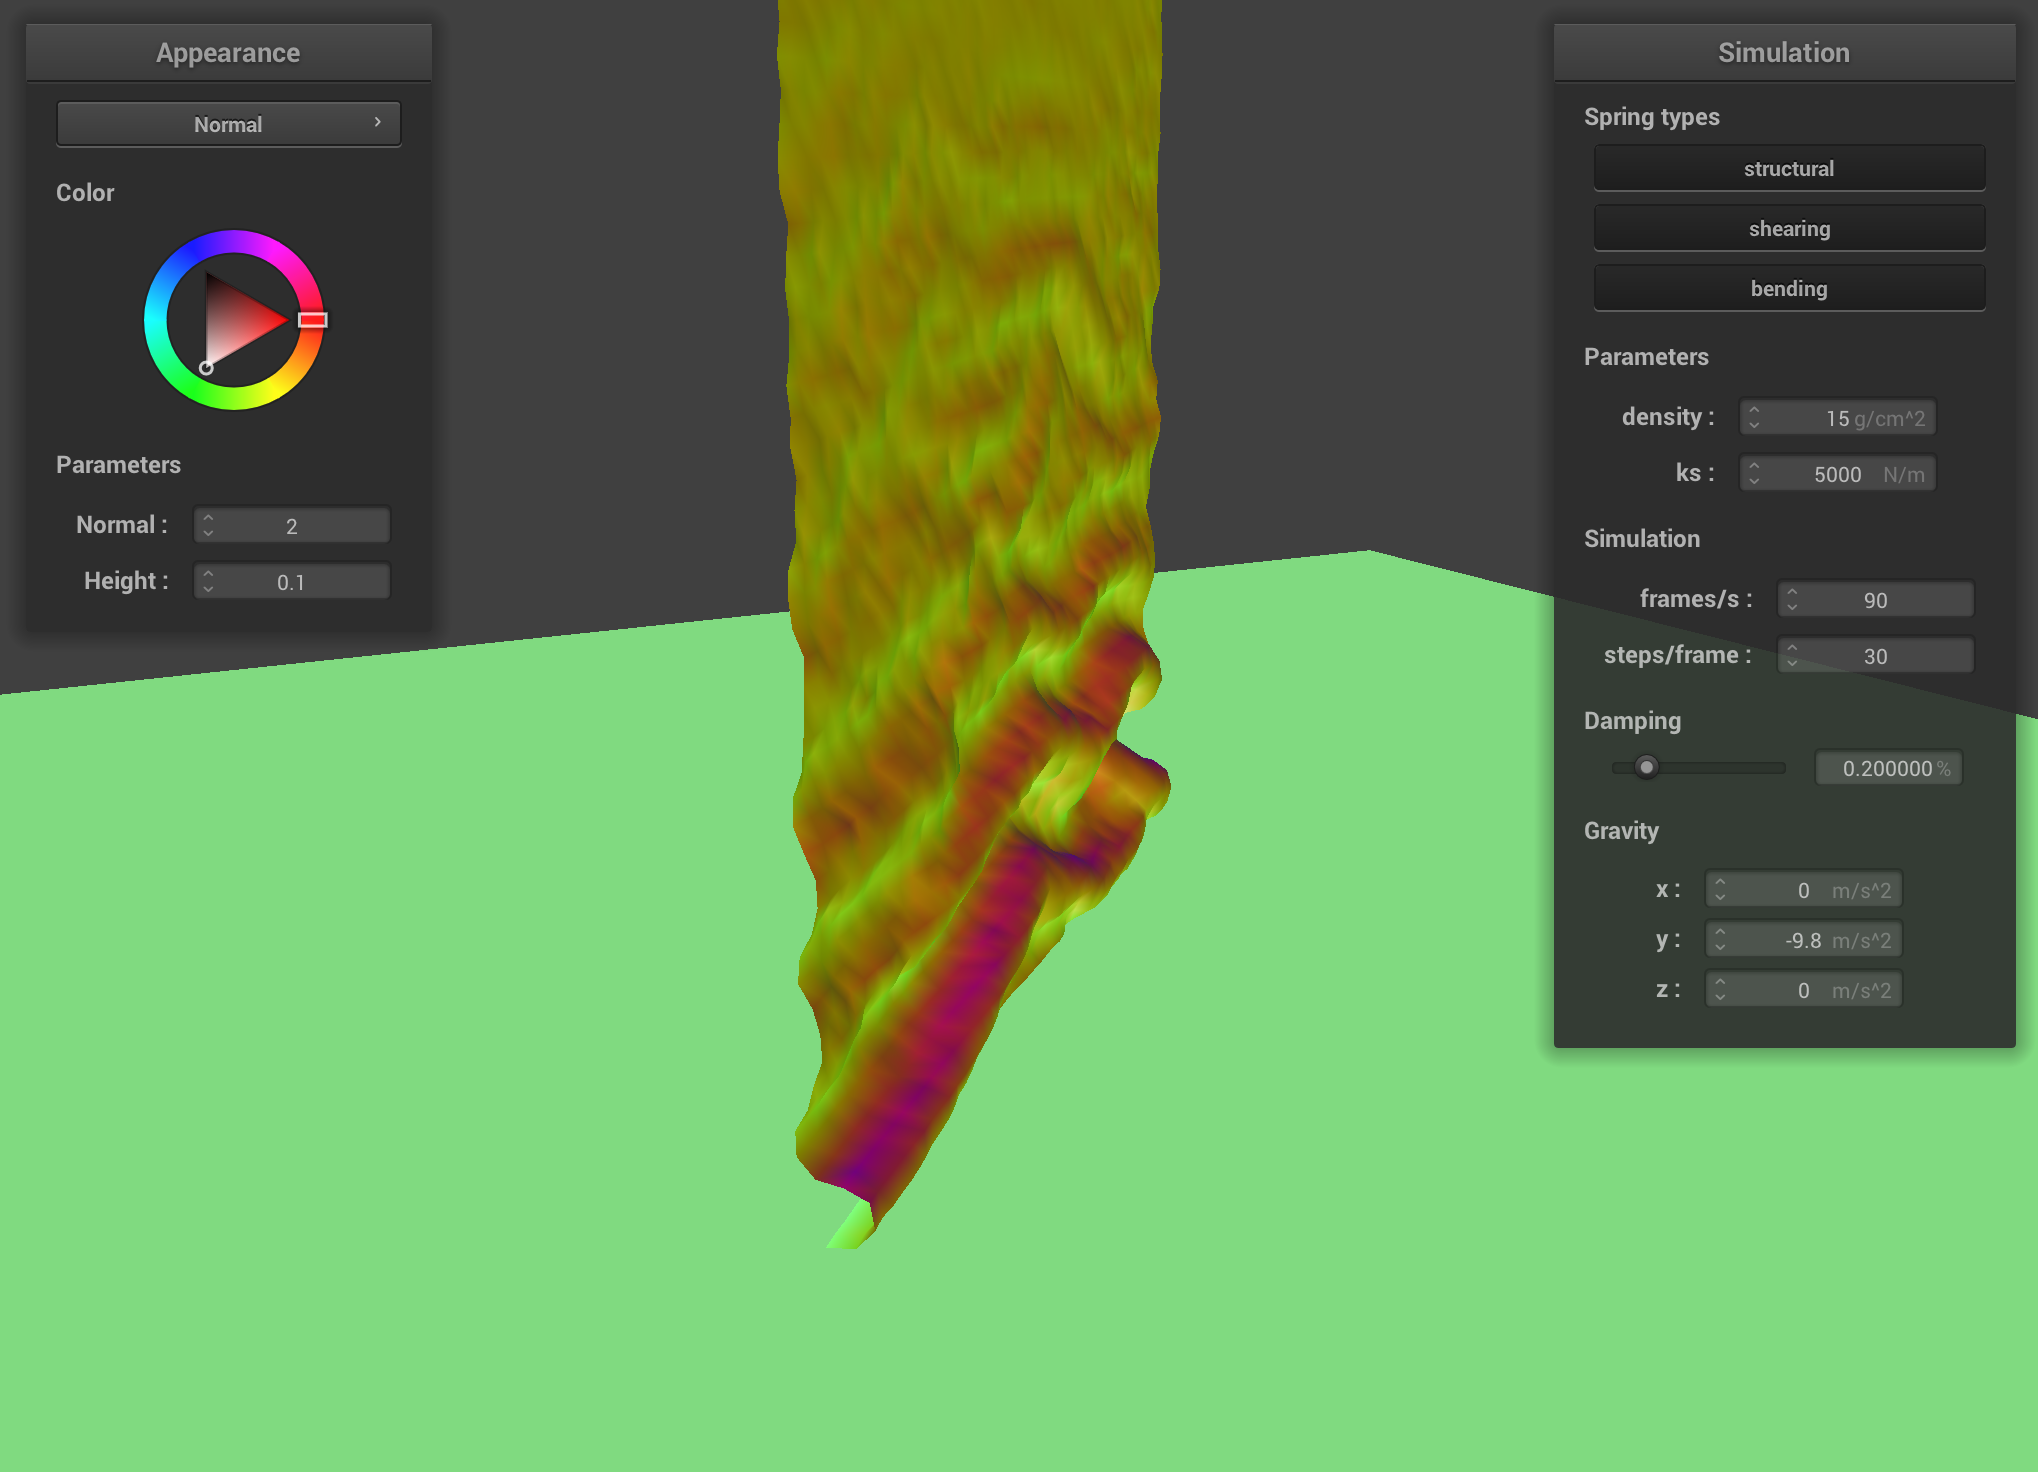 Appearance
Normal
Color
Parameters
Normal : 2
Height : 0.1
Simulation
Spring types
structural
shearing
bending
Parameters
density : 15 g/cm^2
ks : 5000 N/m
Simulation
frames/s : 90
steps/frame : 30
Damping
0.200000 %
Gravity
x : 0 m/s^2
y : -9.8 m/s^2
z : 0 m/s^2